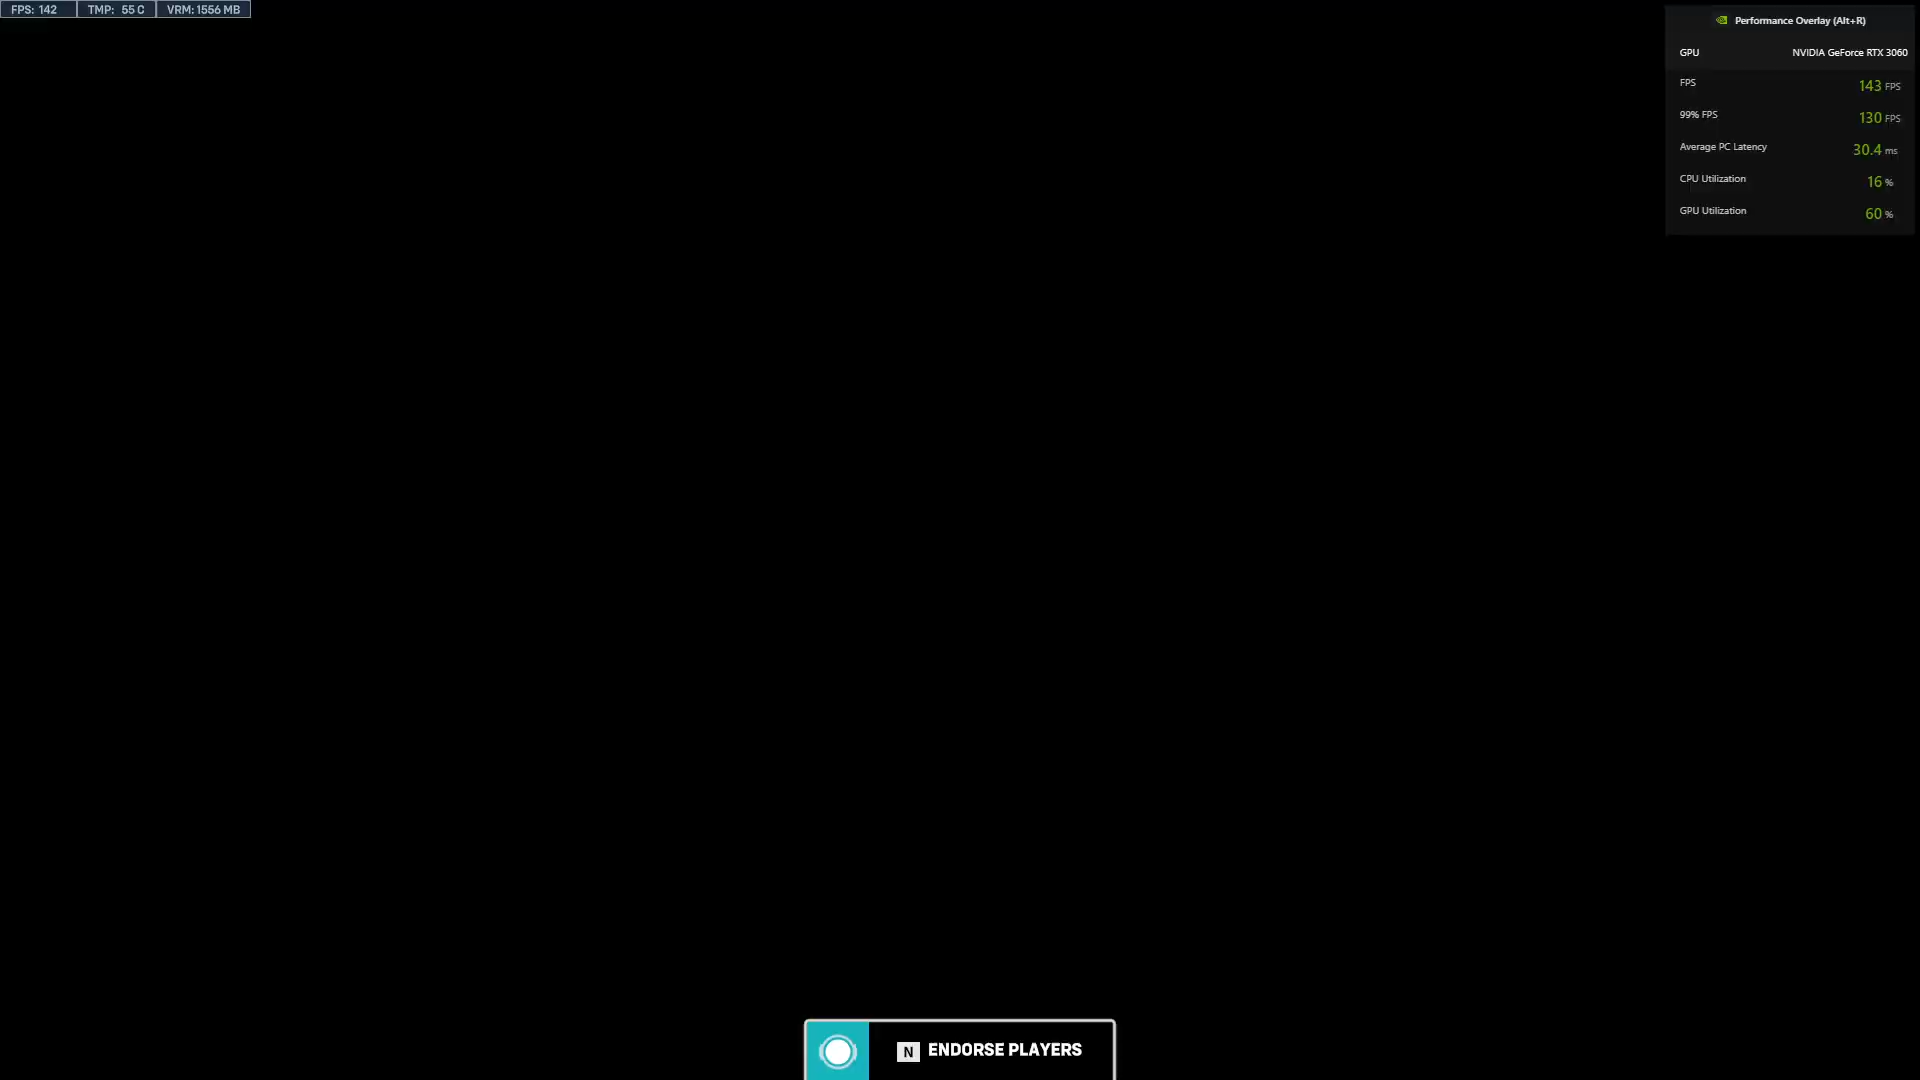 FPS: 142 TMP: 55 C VRM: 1556 MB
Performance Overlay (Alt+R)
GPU NVIDIA GeForce RTX 3060
FPS 143 FPS
99% FPS 130 FPS
Average PC Latency 30.4 ms
CPU Utilization 16 %
GPU Utilization 60 %
N ENDORSE PLAYERS